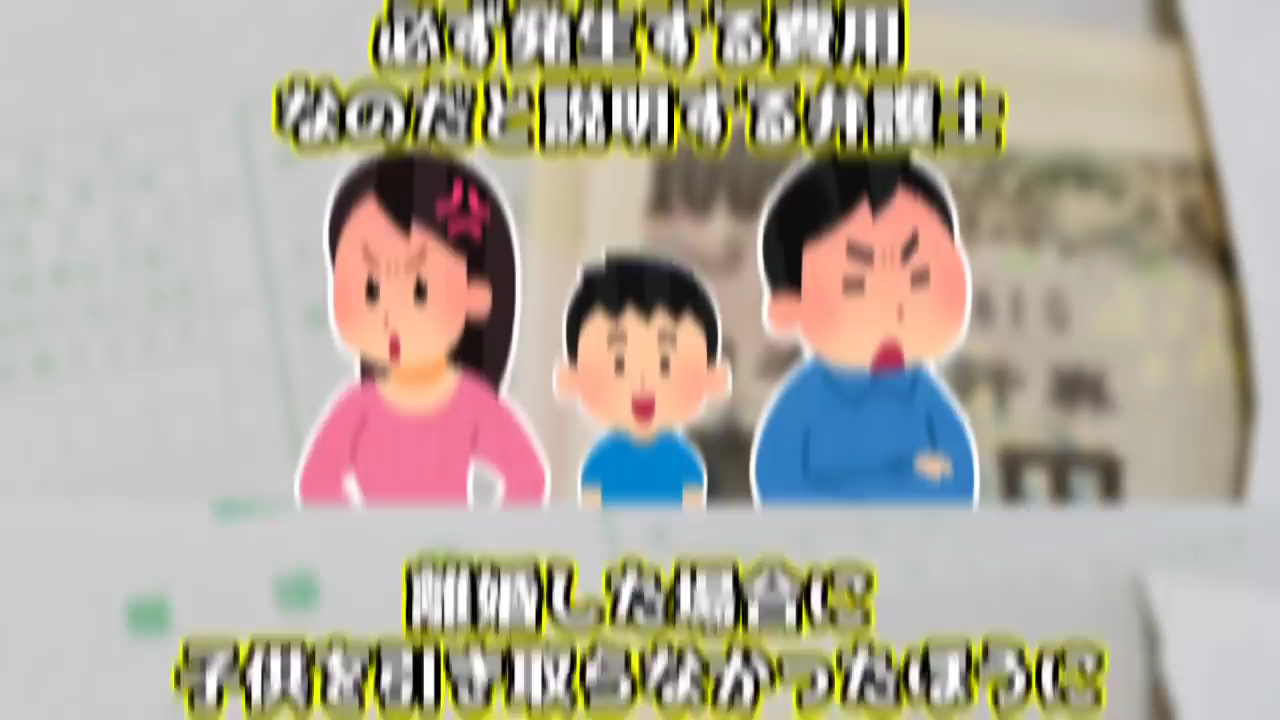 必ず発生する費用
なのだと説明する弁護士
離婚した場合に
子供を引き取らなかったほうに